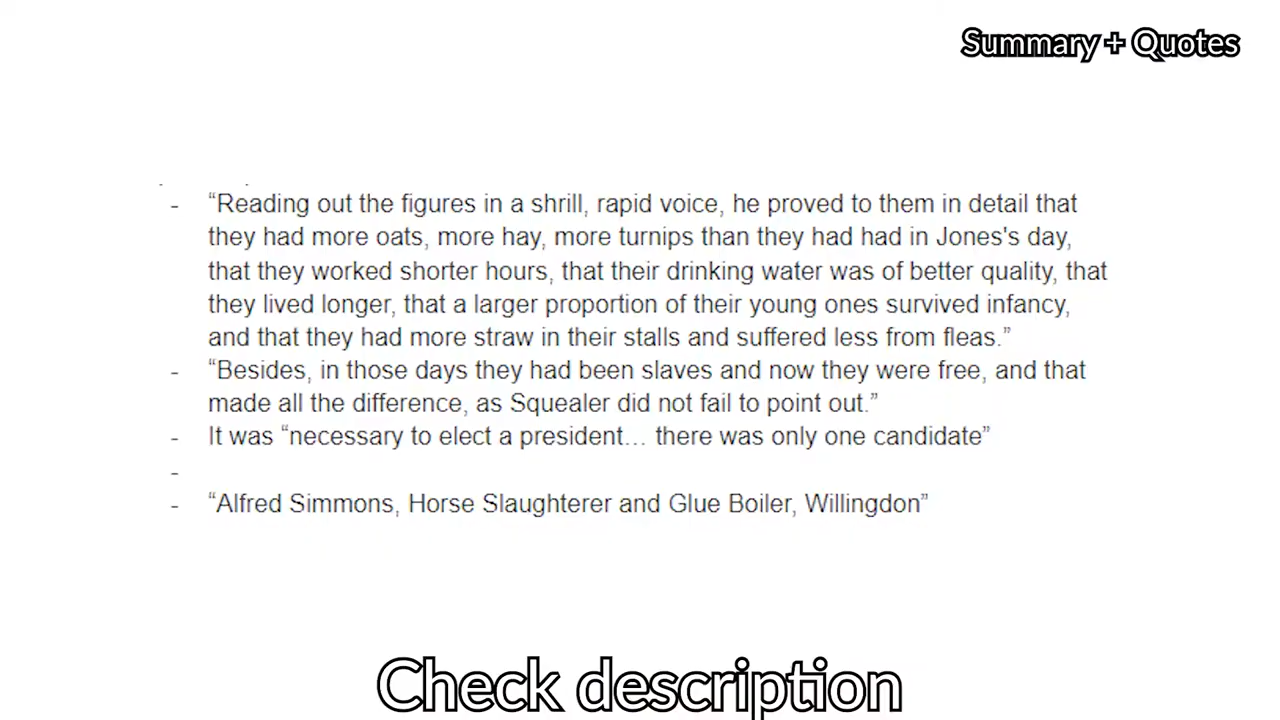 Summary + Quotes
- “Reading out the figures in a shrill, rapid voice, he proved to them in detail that
they had more oats, more hay, more turnips than they had had in Jones's day,
that they worked shorter hours, that their drinking water was of better quality, that
they lived longer, that a larger proportion of their young ones survived infancy,
and that they had more straw in their stalls and suffered less from fleas.”
- “Besides, in those days they had been slaves and now they were free, and that
made all the difference, as Squealer did not fail to point out.”
- It was “necessary to elect a president… there was only one candidate”
-
- “Alfred Simmons, Horse Slaughterer and Glue Boiler, Willingdon”
Check description